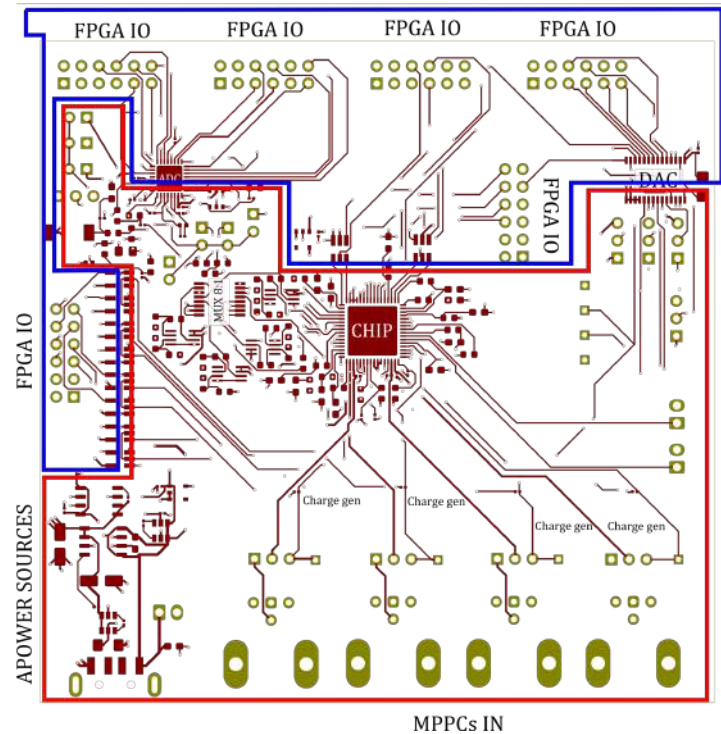 FPGA IO
FPGA IO
FPGA IO
FPGA IO
ADC
DAC
FPGA IO
MUX 8:1
CHIP
FPGA IO
Charge gen
Charge gen
Charge gen
Charge gen
APOWER SOURCES
MPPCs IN